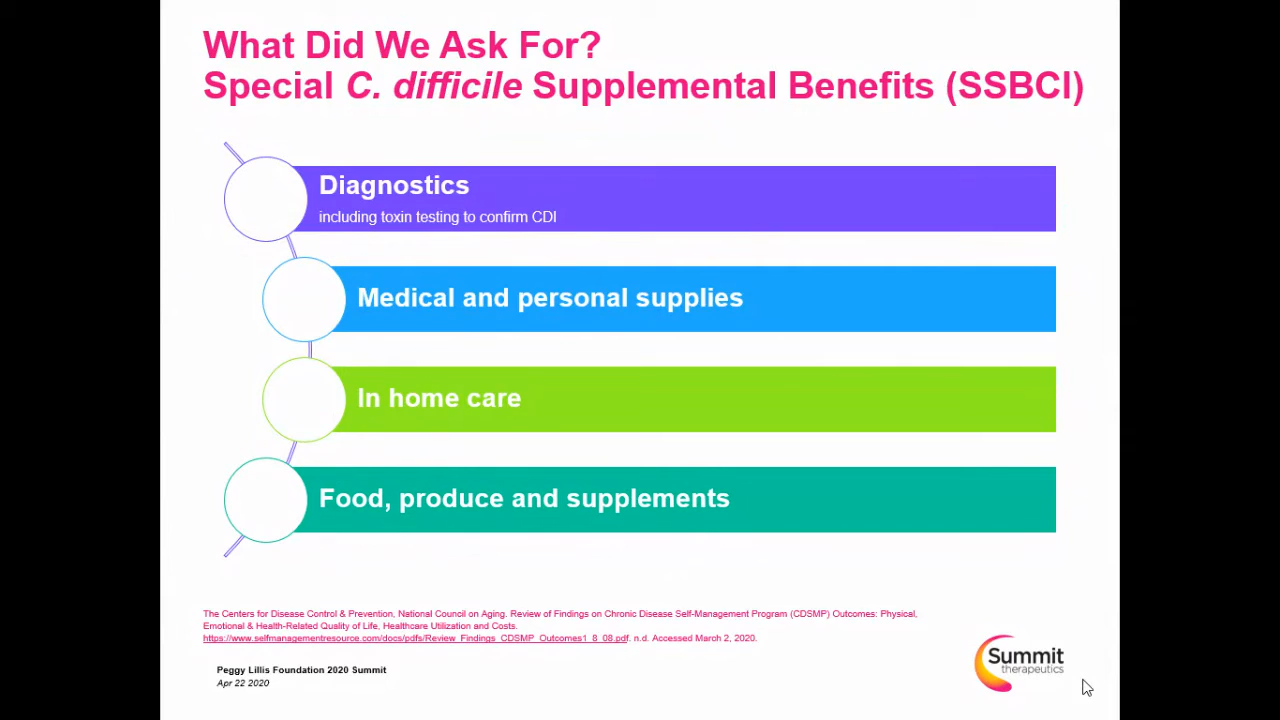 What Did We Ask For?
Special C. difficile Supplemental Benefits (SSBCI)
Diagnostics
including toxin testing to confirm CDI
Medical and personal supplies
In home care
Food, produce and supplements
The Centers for Disease Control & Prevention, National Council on Aging. Review of Findings on Chronic Disease Self-Management Program (CDSMP) Outcomes: Physical,
Emotional & Health-Related Quality of Life, Healthcare Utilization and Costs.
https://www.selfmanagementresource.com/docs/pdfs/Review_Findings_CDSMP_Outcomes1_8_08.pdf. n.d. Accessed March 2, 2020.
Peggy Lillis Foundation 2020 Summit
Apr 22 2020
Summit
therapeutics